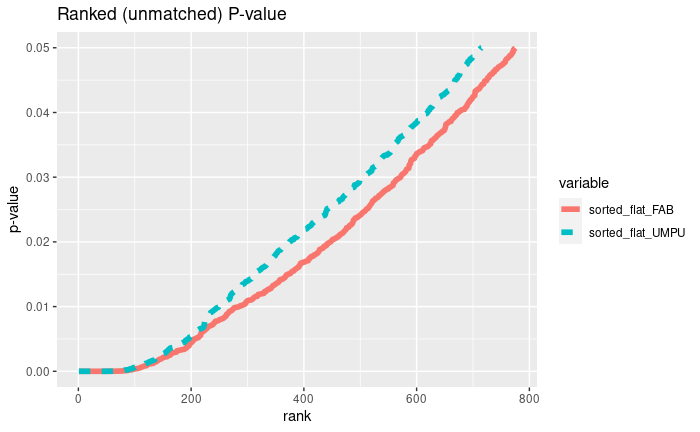 Ranked (unmatched) P-value
0.05
0.04
0.03
0.02
0.01
0.00
p-value
0
200
400
600
800
rank
variable
sorted_flat_FAB
sorted_flat_UMPU